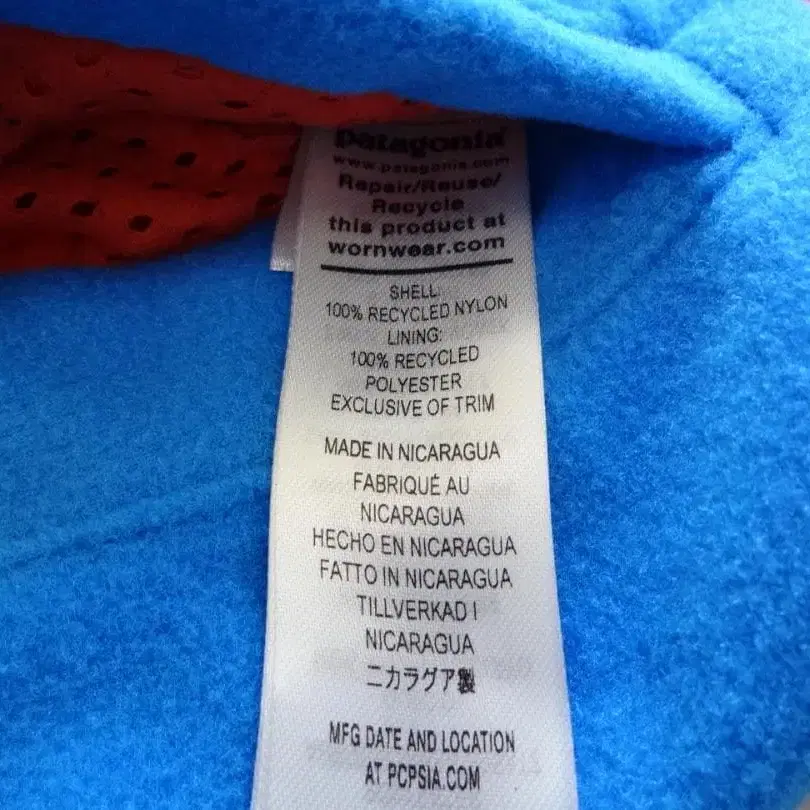 patagonia
www.patagonia.com
Repair/Reuse/
Recycle
this product at
wornwear.com
SHELL:
100% RECYCLED NYLON
LINING:
100% RECYCLED
POLYESTER
EXCLUSIVE OF TRIM
MADE IN NICARAGUA
FABRIQUÉ AU
NICARAGUA
HECHO EN NICARAGUA
FATTO IN NICARAGUA
TILLVERKAD I
NICARAGUA
ニカラグア製
MFG DATE AND LOCATION
AT PCPSIA.COM